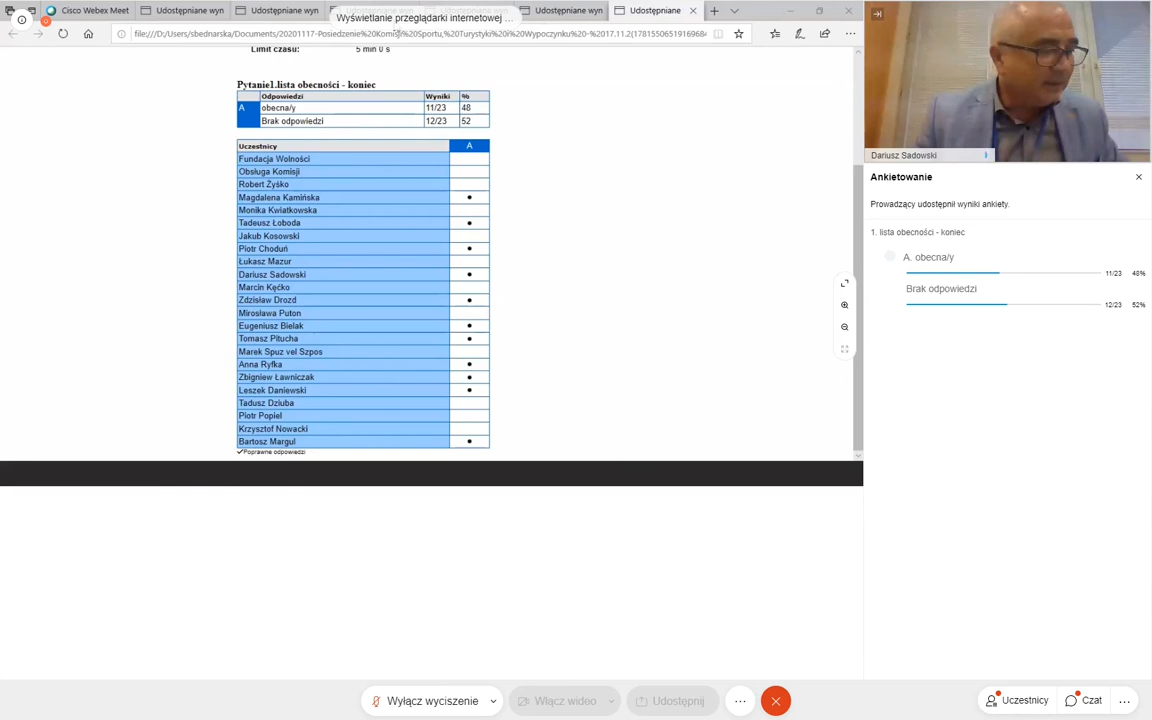 Cisco Webex Meet
Udostępniane wyn
Udostępniane wyn
Udostępniane wyn
Udostępniane
Wyświetlanie przeglądarki internetowej ...
Limit czasu: 5 min 0 s
Pytanie1.lista obecności - koniec
Odpowiedzi Wyniki %
A obecna/y 11/23 48
Brak odpowiedzi 12/23 52
Uczestnicy A
Fundacja Wolności
Obsługa Komisji
Robert Żyśko
Magdalena Kamińska •
Monika Kwiatkowska
Tadeusz Łoboda •
Jakub Kosowski
Piotr Choduń •
Łukasz Mazur
Dariusz Sadowski •
Marcin Kęćko
Zdzisław Drozd •
Mirosława Puton
Eugeniusz Bielak •
Tomasz Pitucha •
Marek Spuz vel Szpos
Anna Ryfka •
Zbigniew Ławniczak •
Leszek Daniewski •
Tadusz Dziuba
Piotr Popiel
Krzysztof Nowacki
Bartosz Margul •
✓Poprawne odpowiedzi
Dariusz Sadowski
Ankietowanie
Prowadzący udostępnił wyniki ankiety.
1. lista obecności - koniec
A. obecna/y
11/23 48%
Brak odpowiedzi
12/23 52%
Wyłącz wyciszenie
Włącz wideo
Udostępnij
Uczestnicy
Czat